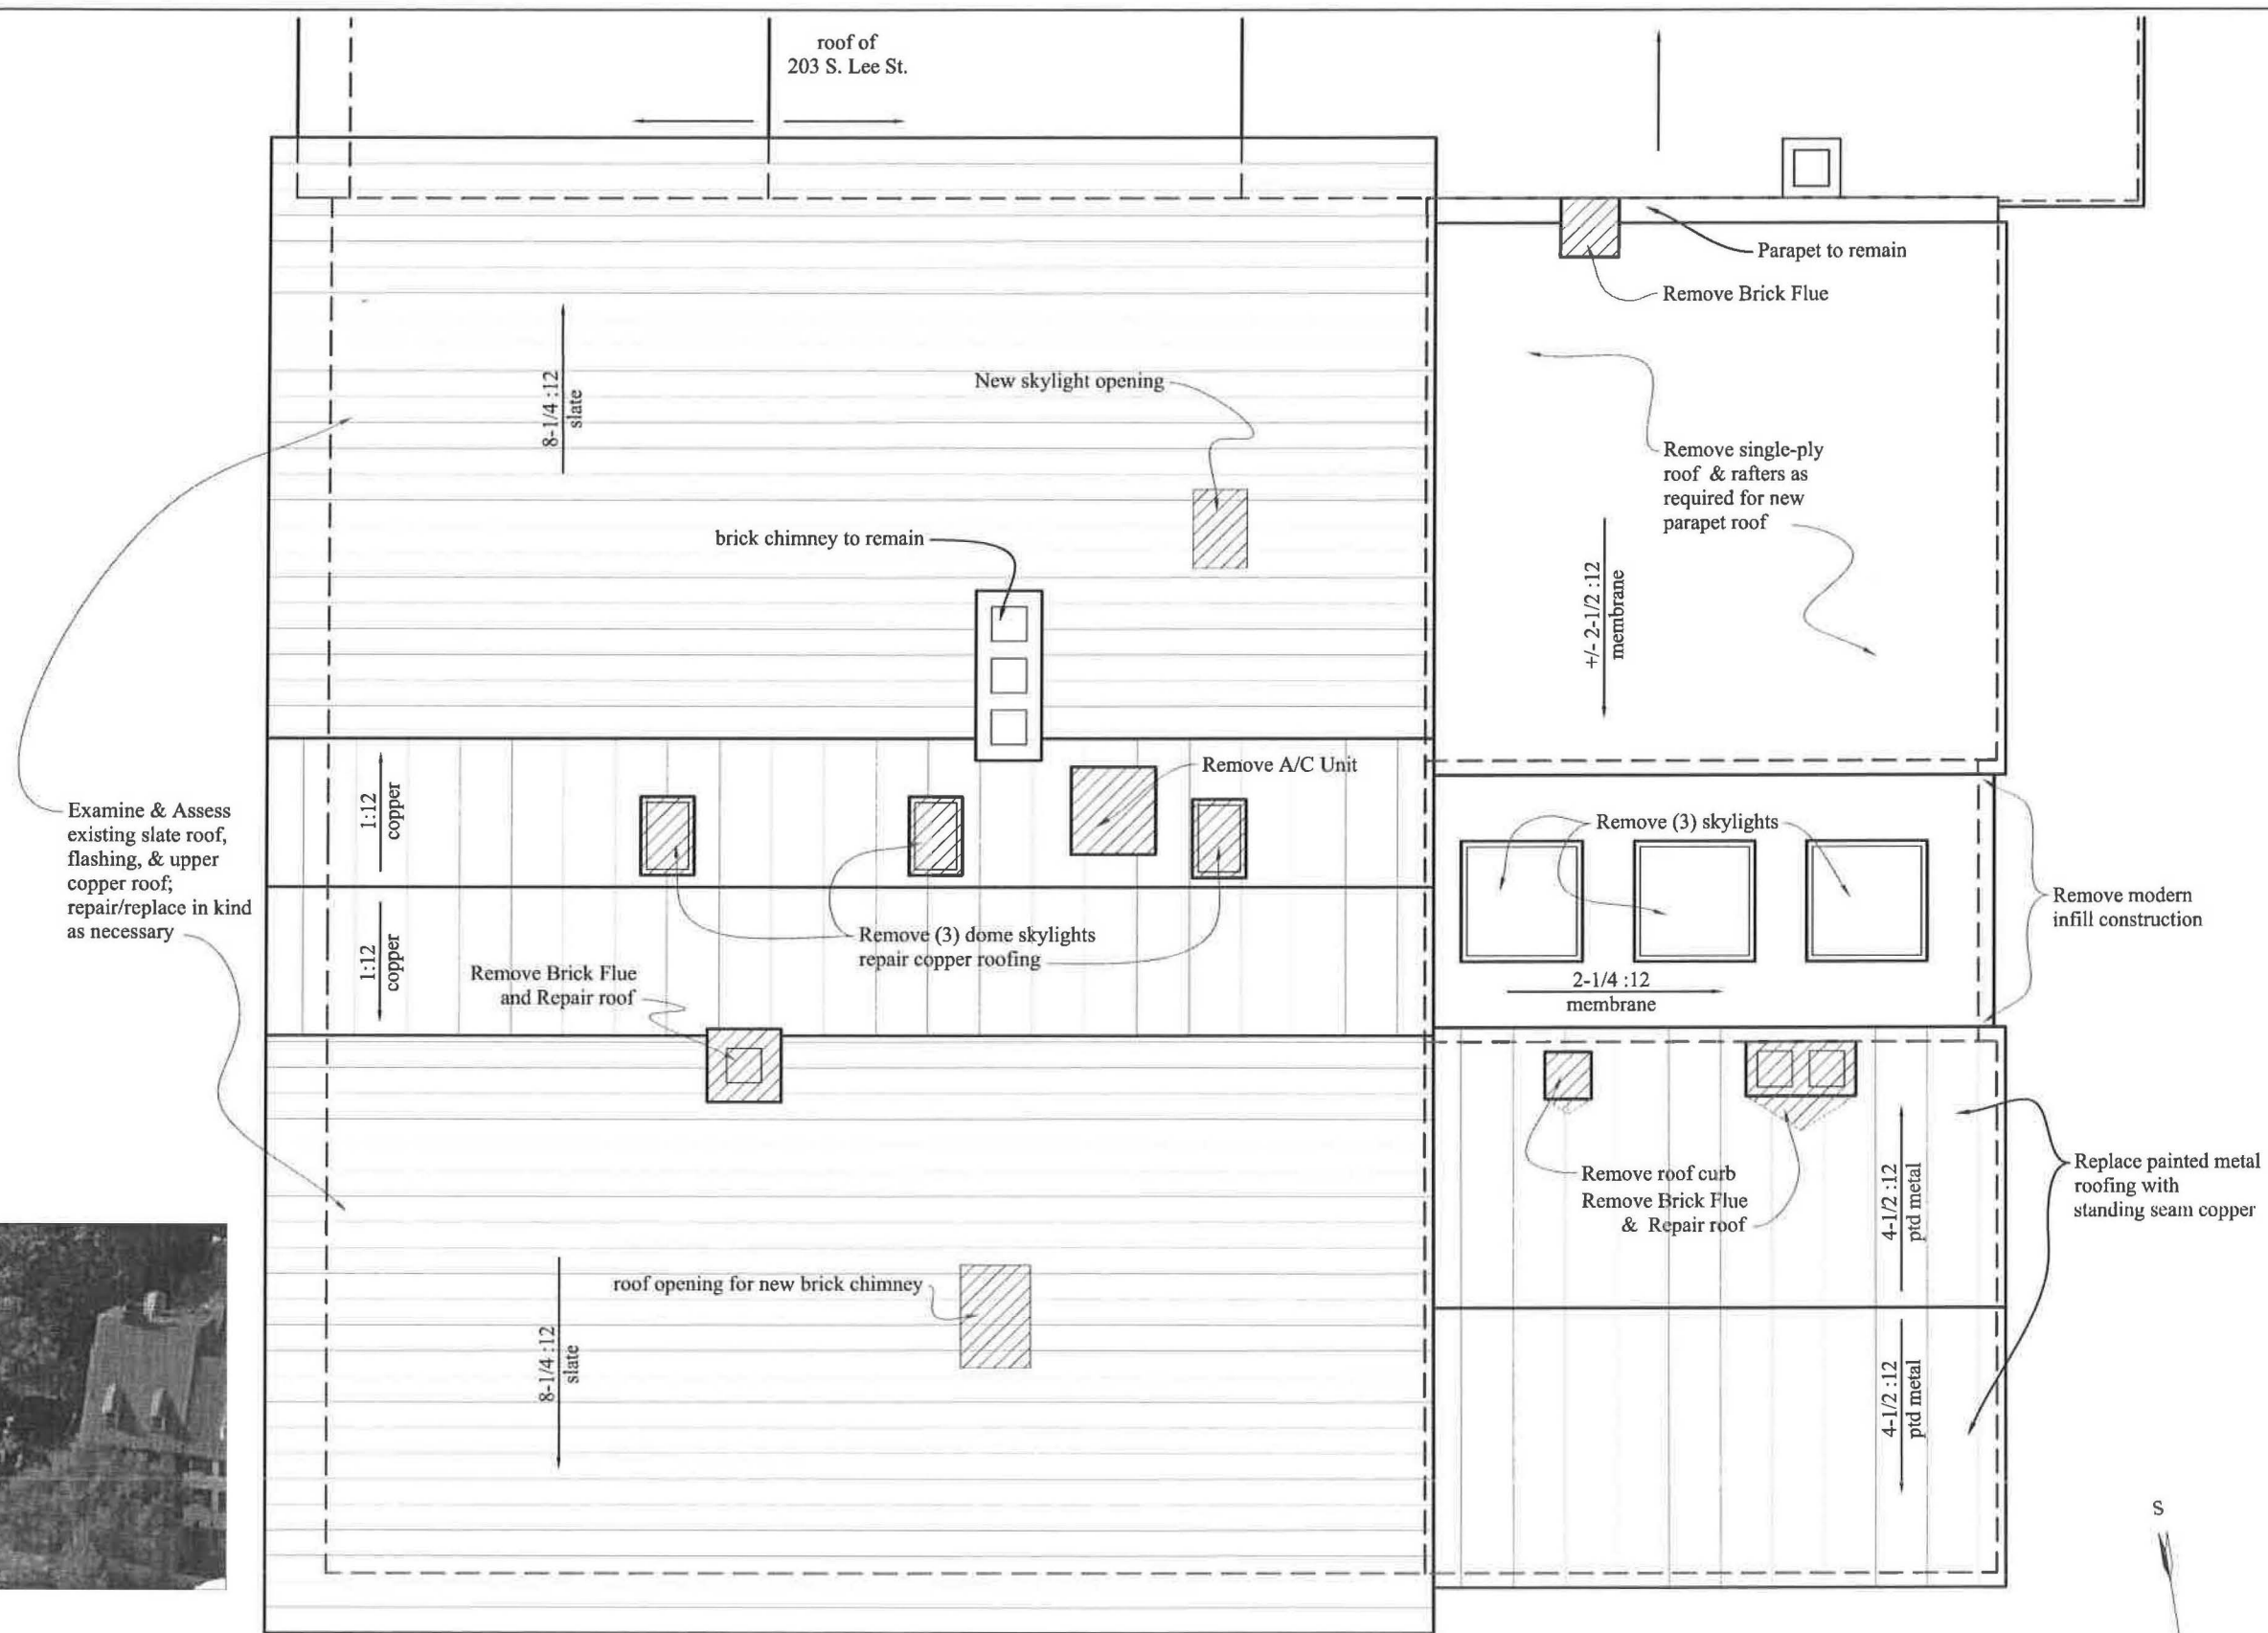 roof of
203 S. Lee St.
Parapet to remain
Remove Brick Flue
8-1/4 :12
slate
New skylight opening
Remove single-ply
roof & rafters as
required for new
parapet roof
brick chimney to remain
+/- 2-1/2 :12
membrane
Remove A/C Unit
1:12
copper
Examine & Assess
existing slate roof,
flashing, & upper
copper roof;
repair/replace in kind
as necessary
Remove (3) skylights
Remove modern
infill construction
Remove (3) dome skylights
repair copper roofing
1:12
copper
Remove Brick Flue
and Repair roof
2-1/4 :12
membrane
Remove roof curb
Remove Brick Flue
& Repair roof
4-1/2 :12
ptd metal
Replace painted metal
roofing with
standing seam copper
roof opening for new brick chimney
8-1/4 :12
slate
4-1/2 :12
ptd metal
S